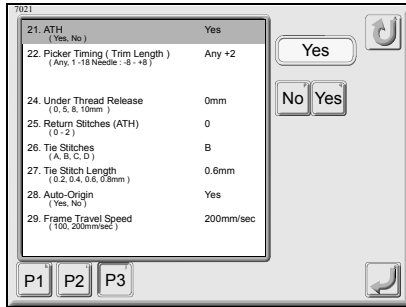 7021
21. ATH Yes
( Yes, No )
22. Picker Timing ( Trim Length ) Any +2
( Any, 1 -18 Needle : -8 - +8 )
24. Under Thread Release 0mm
( 0, 5, 8, 10mm )
25. Return Stitches (ATH) 0
( 0 - 2 )
26. Tie Stitches B
( A, B, C, D )
27. Tie Stitch Length 0.6mm
( 0.2, 0.4, 0.6, 0.8mm )
28. Auto-Origin Yes
( Yes, No )
29. Frame Travel Speed 200mm/sec
( 100, 200mm/sec )
Yes
No Yes
P1 P2 P3